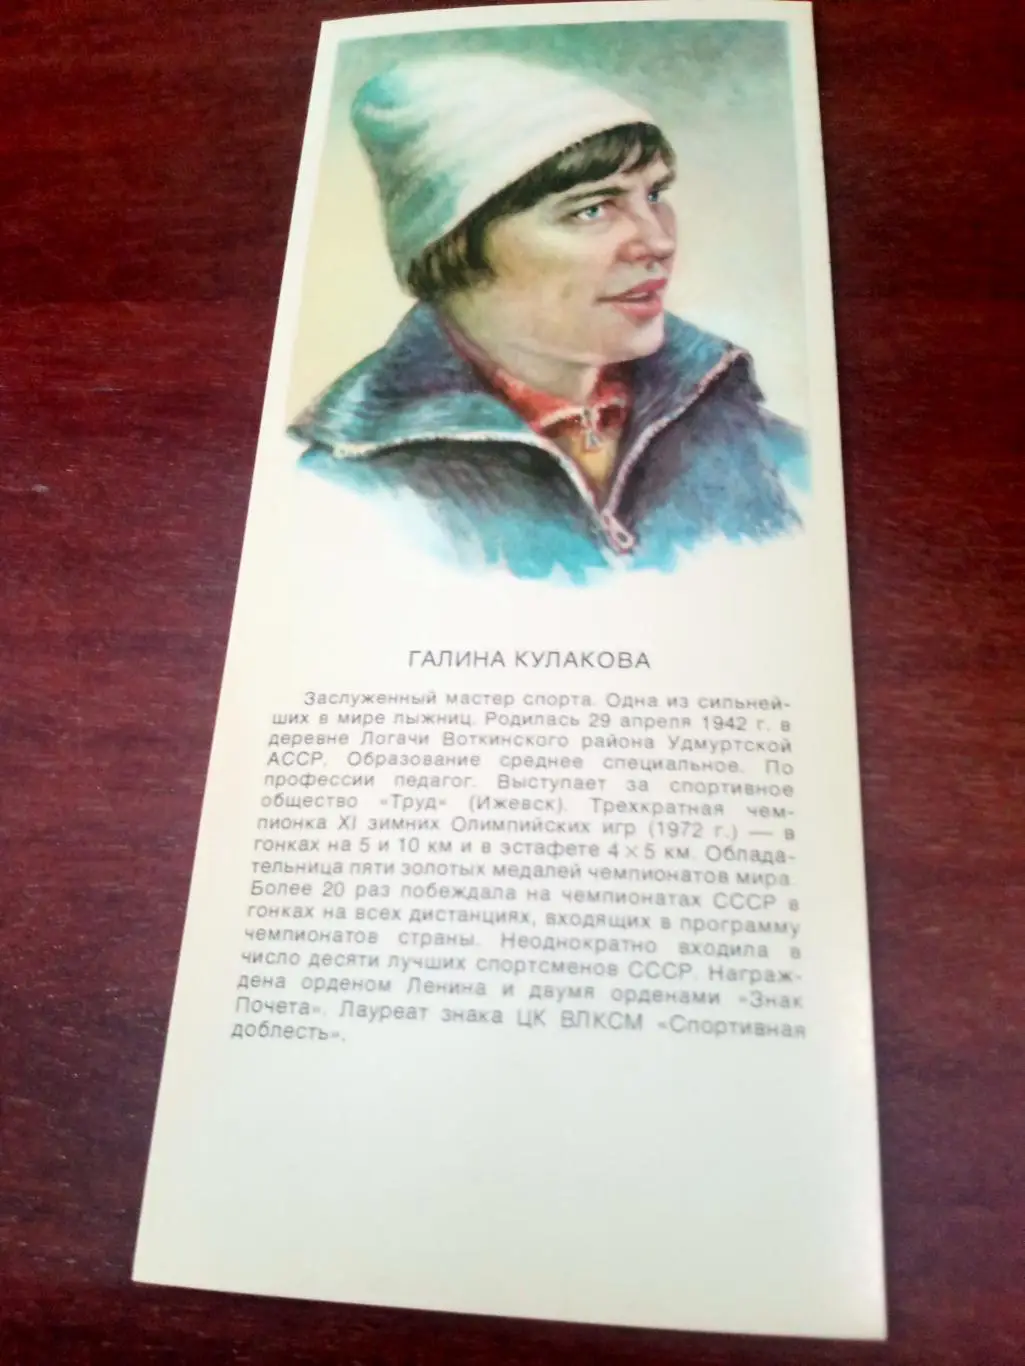 ГАЛИНА КУЛАКОВА
Заслуженный мастер спорта. Одна из сильней-
ших в мире лыжниц. Родилась 29 апреля 1942 г. в
деревне Логачи Воткинского района Удмуртской
АССР. Образование среднее специальное. По
профессии педагог. Выступает за спортивное
общество «Труд» (Ижевск). Трехкратная чем-
пионка XI зимних Олимпийских игр (1972 г.) — в
гонках на 5 и 10 км и в эстафете 4 × 5 км. Облада-
тельница пяти золотых медалей чемпионатов мира.
Более 20 раз побеждала на чемпионатах СССР в
гонках на всех дистанциях, входящих в программу
чемпионатов страны. Неоднократно входила в
число десяти лучших спортсменов СССР. Награж-
дена орденом Ленина и двумя орденами «Знак
Почета». Лауреат знака ЦК ВЛКСМ «Спортивная
доблесть».